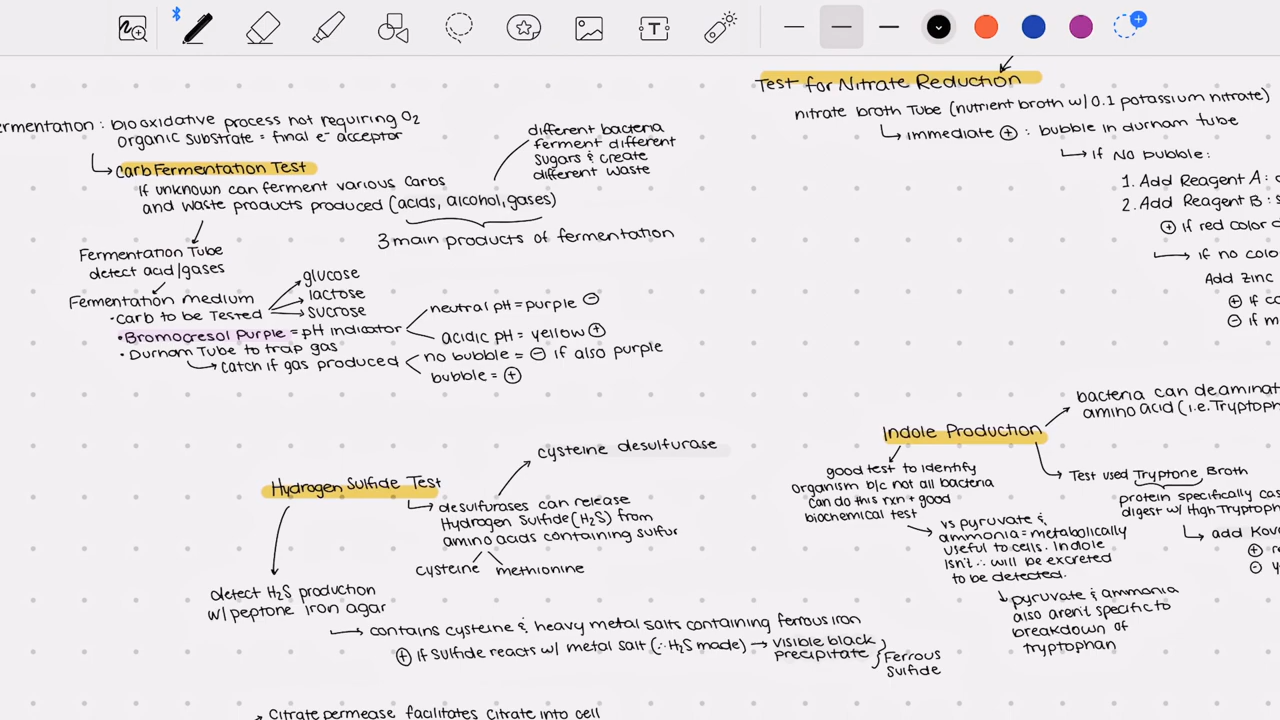 Test for Nitrate Reduction
nitrate broth Tube (nutrient broth w/ 0.1 potassium nitrate)
immediate ⊕ : bubble in durham tube
if NO bubble:
1. Add Reagent A:
2. Add Reagent B:
⊕ if red color
if no colo
Add zinc
⊕ if co
⊖ if m
ermentation : bio oxidative process not requiring O2
organic substrate = final e- acceptor
Carb Fermentation Test
If unknown can ferment various carbs
and waste products produced (acids, alcohol, gases)
different bacteria
ferment different
sugars & create
different waste
3 main products of fermentation
Fermentation Tube
detect acid/gases
Fermentation medium
•carb to be Tested
glucose
lactose
sucrose
•Bromocresol Purple = pH indicator
neutral pH = purple ⊖
acidic pH = yellow ⊕
•Durham Tube to trap gas
catch if gas produced
no bubble = ⊖ if also purple
bubble = ⊕
Indole Production
bacteria can deaminat
amino acid (i.e. Tryptoph
good test to identify
organism b/c not all bacteria
can do this rxn + good
biochemical test
vs pyruvate &
ammonia = metabolically
useful to cells. Indole
isn't ∴ will be excreted
to be detected.
pyruvate & ammonia
also aren't specific to
breakdown of
tryptophan
Test used Tryptone Broth
protein specifically cas
digest w/ High Tryptoph
add Kov
⊕ r
⊖ y
Hydrogen Sulfide Test
cysteine desulfurase
desulfurases can release
Hydrogen Sulfide (H2S) from
amino acids containing sulfur
cysteine methionine
detect H2S production
w/ peptone iron agar
contains cysteine & heavy metal salts containing ferrous iron
⊕ if sulfide reacts w/ metal salt (∴ H2S made) → visible black
precipitate
Ferrous
Sulfide
Citrate permease facilitates citrate into cell